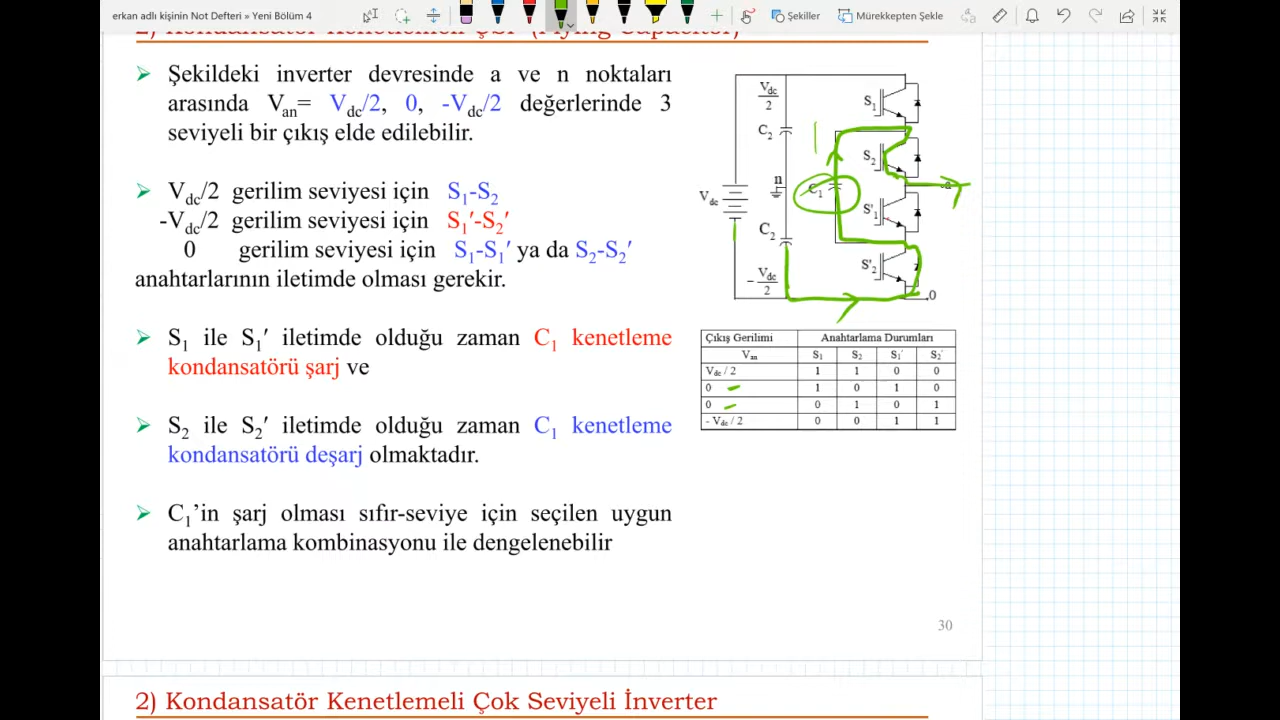 erkan adlı kişinin Not Defteri » Yeni Bölüm 4
Şekiller
Mürekkepten Şekle
2) Kondansatör Kenetlemeli ÇSİ (Flying Capacitor)
Şekildeki inverter devresinde a ve n noktaları
arasında Van= Vdc/2, 0, -Vdc/2 değerlerinde 3
seviyeli bir çıkış elde edilebilir.
Vdc/2 gerilim seviyesi için S1-S2
-Vdc/2 gerilim seviyesi için S1′-S2′
0 gerilim seviyesi için S1-S1′ ya da S2-S2′
anahtarlarının iletimde olması gerekir.
S1 ile S1′ iletimde olduğu zaman C1 kenetleme
kondansatörü şarj ve
S2 ile S2′ iletimde olduğu zaman C1 kenetleme
kondansatörü deşarj olmaktadır.
C1’in şarj olması sıfır-seviye için seçilen uygun
anahtarlama kombinasyonu ile dengelenebilir
Vdc
2
S1
C2
S2
n
C1
Vdc
a
S'1
C2
S'2
- Vdc
2
0
Çıkış Gerilimi Anahtarlama Durumları
Van S1 S2 S1' S2'
Vdc / 2 1 1 0 0
0 1 0 1 0
0 0 1 0 1
- Vdc / 2 0 0 1 1
30
2) Kondansatör Kenetlemeli Çok Seviyeli İnverter